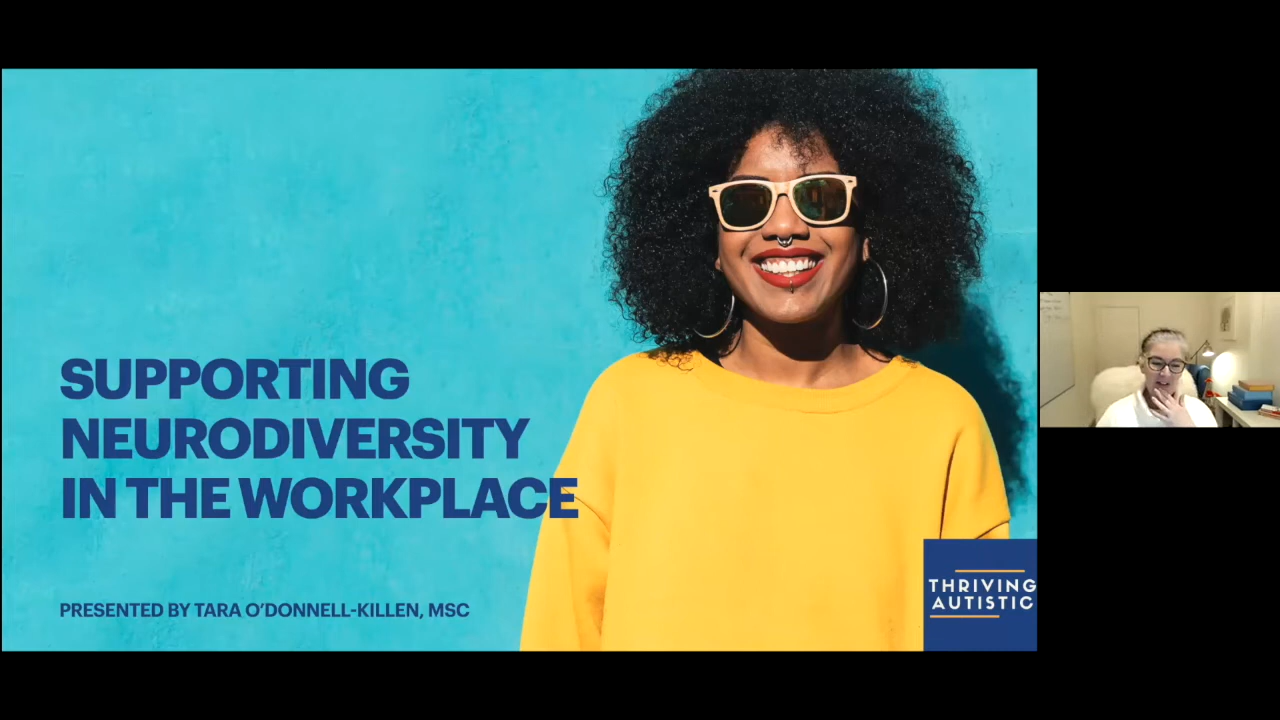 SUPPORTING
NEURODIVERSITY
IN THE WORKPLACE
PRESENTED BY TARA O'DONNELL-KILLEN, MSC
THRIVING
AUTISTIC